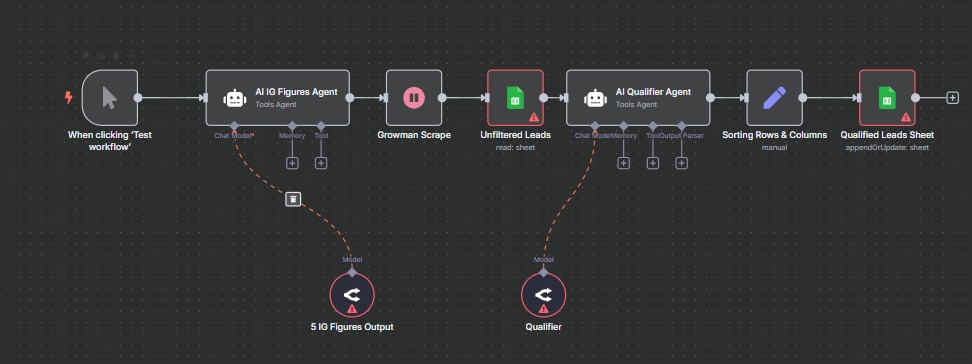 AI IG Figures Agent
Tools Agent
AI Qualifier Agent
Tools Agent
When clicking 'Test
workflow'
Chat Model*
Memory
Tool
Growman Scrape
Unfiltered Leads
read: sheet
Chat Model
Memory
Tool
Output Parser
Sorting Rows & Columns
manual
Qualified Leads Sheet
appendOrUpdate: sheet
Model
Model
5 IG Figures Output
Qualifier